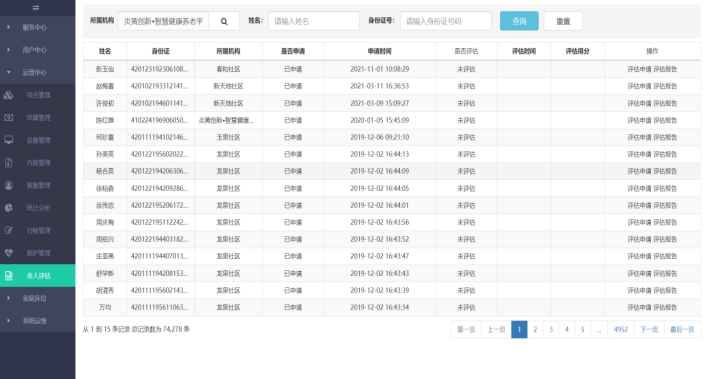 所属机构 炎黄创新•智慧健康养老平 姓名: 请输入姓名 身份证号: 请输入身份证号码 查询 重置
服务中心
用户中心
运营中心
综合管理
结算管理
设备管理
内容管理
客服管理
统计分析
台账管理
照护管理
老人评估
家庭床位
系统运维
姓名 身份证 所属机构 是否申请 申请时间 是否评估 评估时间 评估得分 操作
彭玉仙 420123192306108... 春和社区 已申请 2021-11-01 10:08:29 未评估 评估申请 评估报告
赵梅喜 420102193312141... 新天地社区 已申请 2021-03-11 16:36:53 未评估 评估申请 评估报告
许俊初 420102194601141... 新天地社区 已申请 2021-03-09 15:09:27 未评估 评估申请 评估报告
陈红旗 410224196906050... 炎黄创新•智慧健康... 已申请 2020-01-05 15:45:09 未评估 评估申请 评估报告
何珍喜 420111194102146... 玉泉社区 已申请 2019-12-06 09:21:10 未评估 评估申请 评估报告
孙美英 420122195602022... 龙泉社区 已申请 2019-12-02 16:44:13 未评估 评估申请 评估报告
杨合英 420122194206306... 龙泉社区 已申请 2019-12-02 16:44:09 未评估 评估申请 评估报告
徐裕森 420122194209286... 龙泉社区 已申请 2019-12-02 16:44:05 未评估 评估申请 评估报告
徐传忠 420122195206172... 龙泉社区 已申请 2019-12-02 16:44:01 未评估 评估申请 评估报告
周庆梅 420122195112242... 龙泉社区 已申请 2019-12-02 16:43:56 未评估 评估申请 评估报告
周绍兴 420122194403182... 龙泉社区 已申请 2019-12-02 16:43:52 未评估 评估申请 评估报告
庄亚高 420111194407013... 龙泉社区 已申请 2019-12-02 16:43:47 未评估 评估申请 评估报告
舒学新 420111194208153... 龙泉社区 已申请 2019-12-02 16:43:43 未评估 评估申请 评估报告
胡清秀 420111195602143... 龙泉社区 已申请 2019-12-02 16:43:39 未评估 评估申请 评估报告
万均 420111195611063... 龙泉社区 已申请 2019-12-02 16:43:34 未评估 评估申请 评估报告
从 1 到 15 条记录 总记录数为 74,278 条 第一页 上一页 1 2 3 4 5 ... 4952 下一页 最后一页